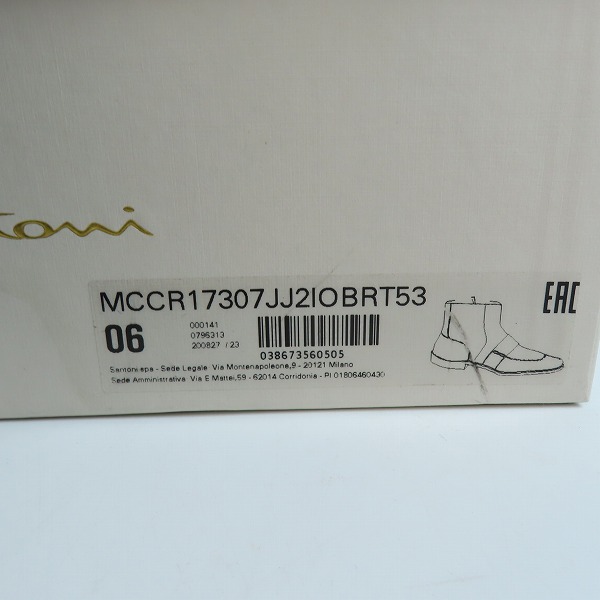 toni
MCCR17307JJ2IOBRT53
06
000141
0796313
200827 / 23
038673560505
Santoni spa - Sede Legale Via Montenapoleone,9 - 20121 Milano
Sede Amministrativa Via E Mattei,59 - 62014 Corridonia - PI 01806460430
EAC